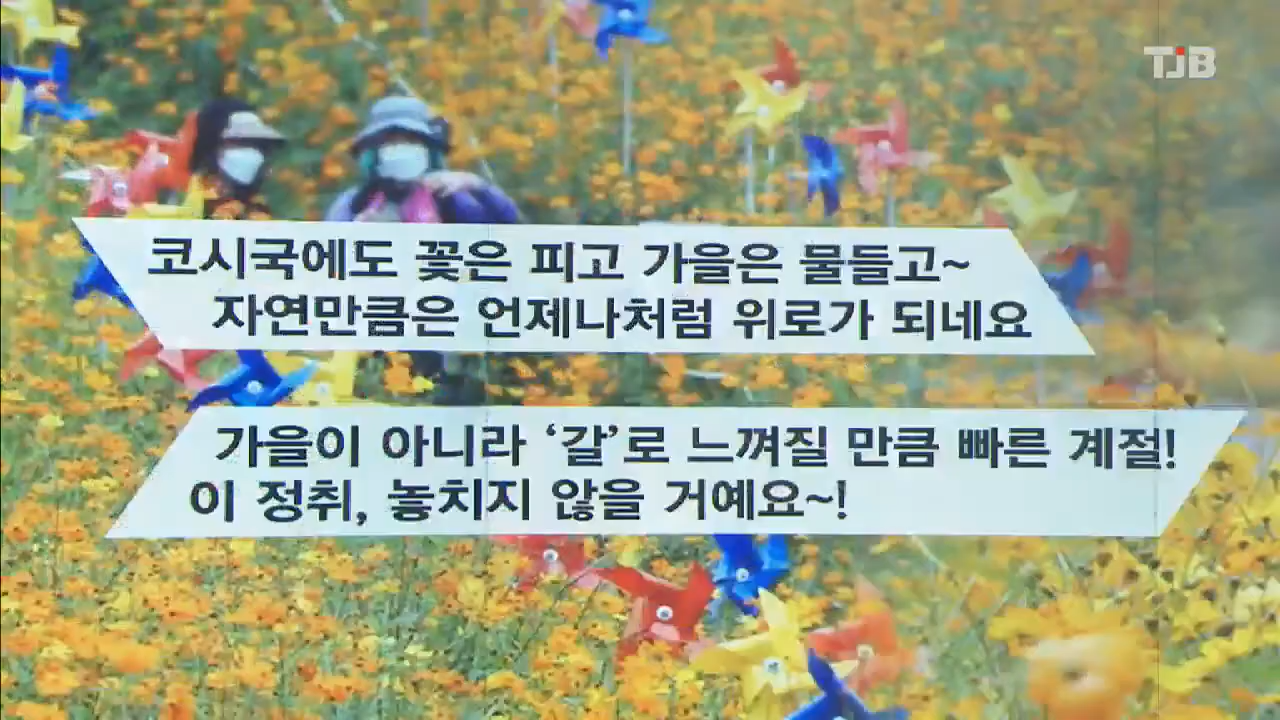 TJB
코시국에도 꽃은 피고 가을은 물들고~
자연만큼은 언제나처럼 위로가 되네요
가을이 아니라 ‘갈’로 느껴질 만큼 빠른 계절!
이 정취, 놓치지 않을 거예요~!